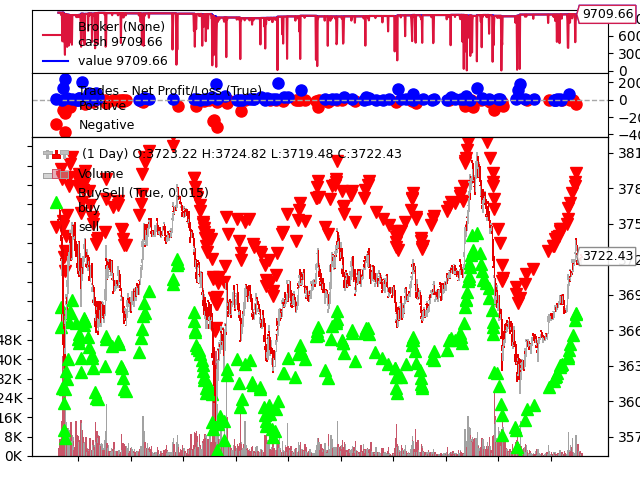 Broker (None)
cash 9709.66
value 9709.66
9709.66
600
300
0
Trades - Net Profit/Loss (True)
Positive
Negative
200
0
(1 Day) O:3723.22 H:3724.82 L:3719.48 C:3722.43
Volume
BuySell (True, 0.015)
buy
sell
3722.43
48K
40K
32K
24K
16K
8K
0K
381
378
375
369
366
363
360
357